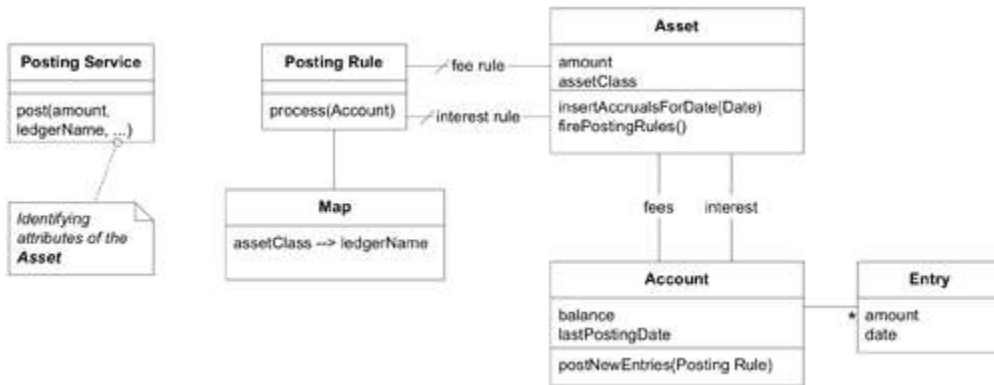 Posting Service
post(amount,
ledgerName, ...)
Identifying
attributes of the
Asset
Posting Rule
process(Account)
fee rule
interest rule
Asset
amount
assetClass
insertAccrualsForDate(Date)
firePostingRules()
Map
assetClass --> ledgerName
fees
interest
Account
balance
lastPostingDate
postNewEntries(Posting Rule)
*
Entry
amount
date